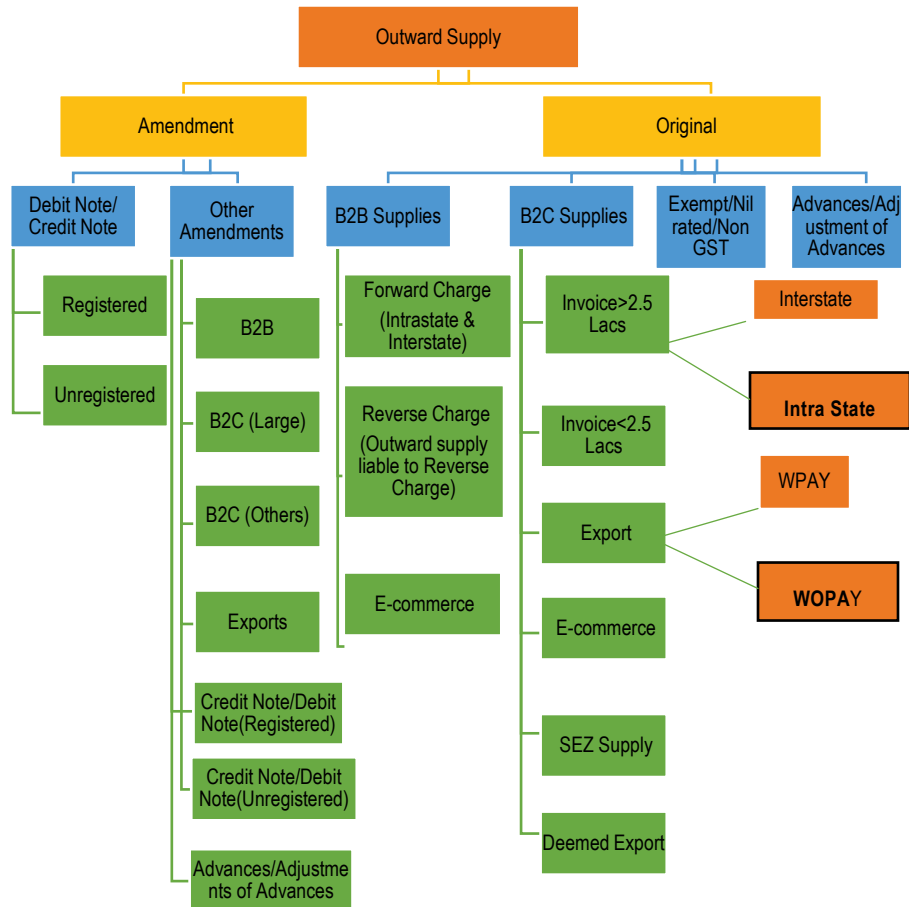 Outward Supply
Amendment
Original
Debit Note/
Credit Note
Other
Amendments
B2B Supplies
B2C Supplies
Exempt/Nil
rated/Non
GST
Advances/Adj
ustment of
Advances
Registered
Unregistered
B2B
B2C (Large)
B2C (Others)
Exports
Credit Note/Debit
Note(Registered)
Credit Note/Debit
Note(Unregistered)
Advances/Adjustme
nts of Advances
Forward Charge
(Intrastate &
Interstate)
Reverse Charge
(Outward supply
liable to Reverse
Charge)
E-commerce
Invoice>2.5
Lacs
Invoice<2.5
Lacs
Export
E-commerce
SEZ Supply
Deemed Export
Interstate
Intra State
WPAY
WOPAY